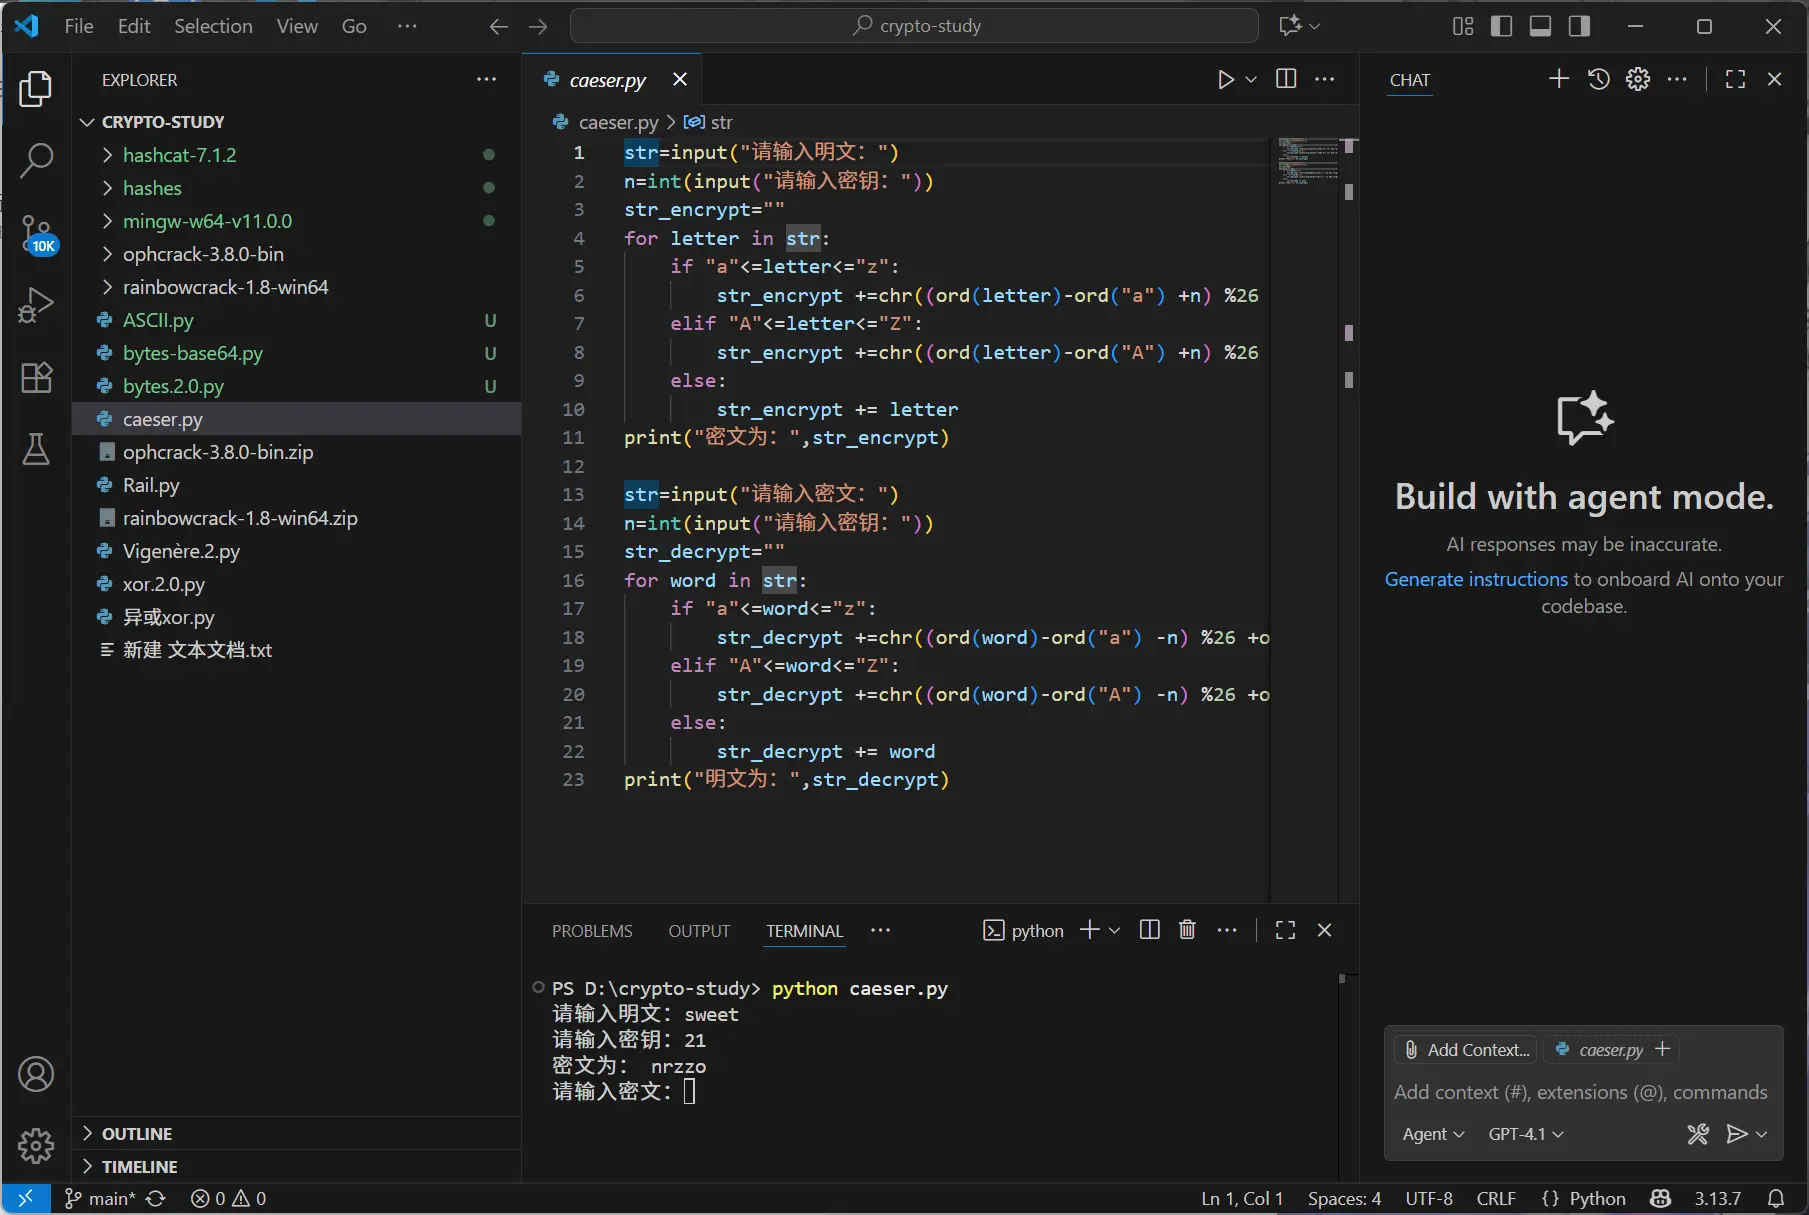 File Edit Selection View Go ··· crypto-study
EXPLORER
CRYPTO-STUDY
hashcat-7.1.2
hashes
mingw-w64-v11.0.0
ophcrack-3.8.0-bin
rainbowcrack-1.8-win64
ASCII.py U
bytes-base64.py U
bytes.2.0.py U
caeser.py
ophcrack-3.8.0-bin.zip
Rail.py
rainbowcrack-1.8-win64.zip
Vigenère.2.py
xor.2.0.py
异或xor.py
新建 文本文档.txt
10K
OUTLINE
TIMELINE
caeser.py
caeser.py > str
1 str=input("请输入明文：")
2 n=int(input("请输入密钥："))
3 str_encrypt=""
4 for letter in str:
5 if "a"<=letter<="z":
6 str_encrypt +=chr((ord(letter)-ord("a") +n) %26
7 elif "A"<=letter<="Z":
8 str_encrypt +=chr((ord(letter)-ord("A") +n) %26
9 else:
10 str_encrypt += letter
11 print("密文为：",str_encrypt)
12
13 str=input("请输入密文：")
14 n=int(input("请输入密钥："))
15 str_decrypt=""
16 for word in str:
17 if "a"<=word<="z":
18 str_decrypt +=chr((ord(word)-ord("a") -n) %26 +o
19 elif "A"<=word<="Z":
20 str_decrypt +=chr((ord(word)-ord("A") -n) %26 +o
21 else:
22 str_decrypt += word
23 print("明文为：",str_decrypt)
PROBLEMS OUTPUT TERMINAL ··· python
PS D:\crypto-study> python caeser.py
请输入明文：sweet
请输入密钥：21
密文为： nrzzo
请输入密文：
CHAT
Build with agent mode.
AI responses may be inaccurate.
Generate instructions to onboard AI onto your
codebase.
Add Context... caeser.py +
Add context (#), extensions (@), commands
Agent GPT-4.1
main* 0 0 Ln 1, Col 1 Spaces: 4 UTF-8 CRLF {} Python 3.13.7